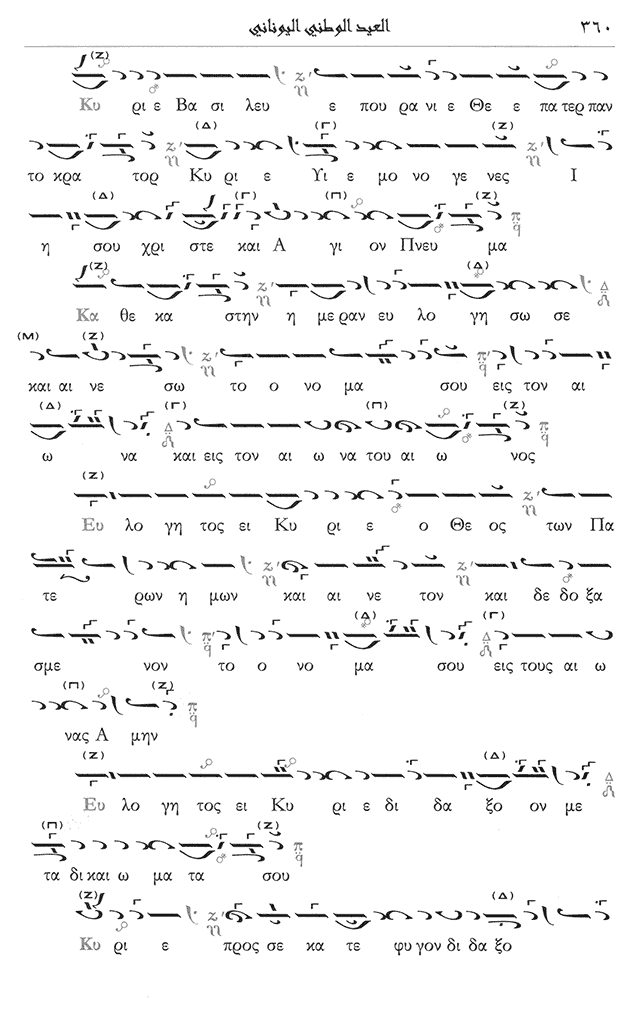 العيد الوطني اليوناني ٣٦٠
Κυ ρι ε Βα σι λευ ε που ρα νι ε Θε ε πα τερ παν
το κρα τορ Κυ ρι ε Υι ε μο νο γε νες Ι
η σου χρι στε και Α γι ον Πνευ μα
Κα θε κα στην η με ραν ευ λο γη σω σε
και αι νε σω το ο νο μα σου εις τον αι
ω να και εις τον αι ω να του αι ω νος
Ευ λο γη τος ει Κυ ρι ε ο Θε ος των Πα
τε ρων η μων και αι νε τον και δε δο ξα
σμε νον το ο νο μα σου εις τους αι ω
νας Α μην
Ευ λο γη τος ει Κυ ρι ε δι δα ξο ον με
τα δι και ω μα τα σου
Κυ ρι ε προς σε κα τε φυ γον δι δα ξο